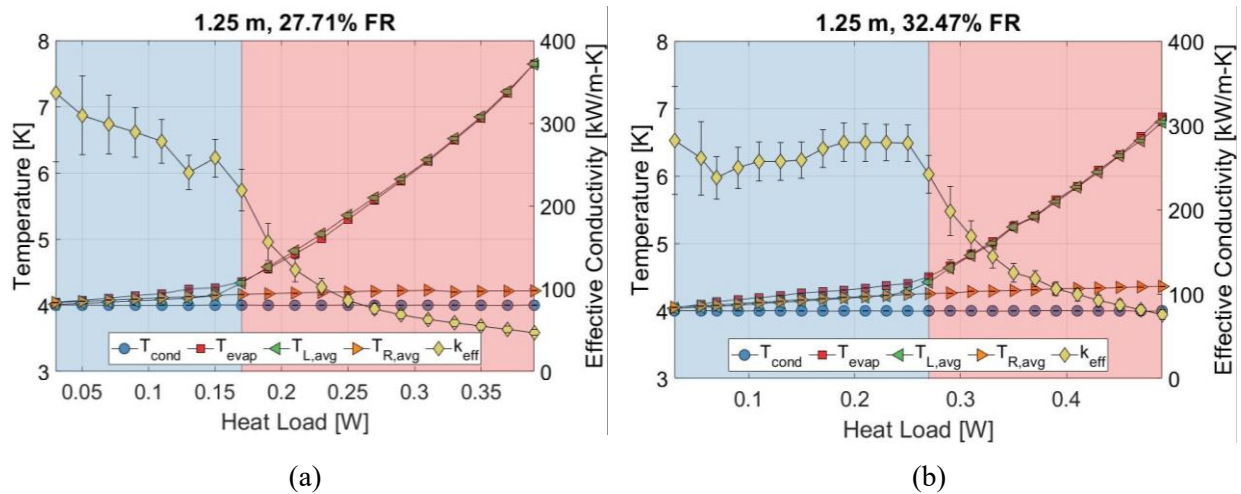 1.25 m, 27.71% FR
8
7
6
5
4
3
Temperature [K]
400
300
200
100
0
Effective Conductivity [kW/m-K]
T_cond T_evap T_L,avg T_R,avg k_eff
0.05 0.1 0.15 0.2 0.25 0.3 0.35
Heat Load [W]
(a)
1.25 m, 32.47% FR
8
7
6
5
4
3
Temperature [K]
400
300
200
100
0
Effective Conductivity [kW/m-K]
T_cond T_evap T_L,avg T_R,avg k_eff
0.1 0.2 0.3 0.4
Heat Load [W]
(b)